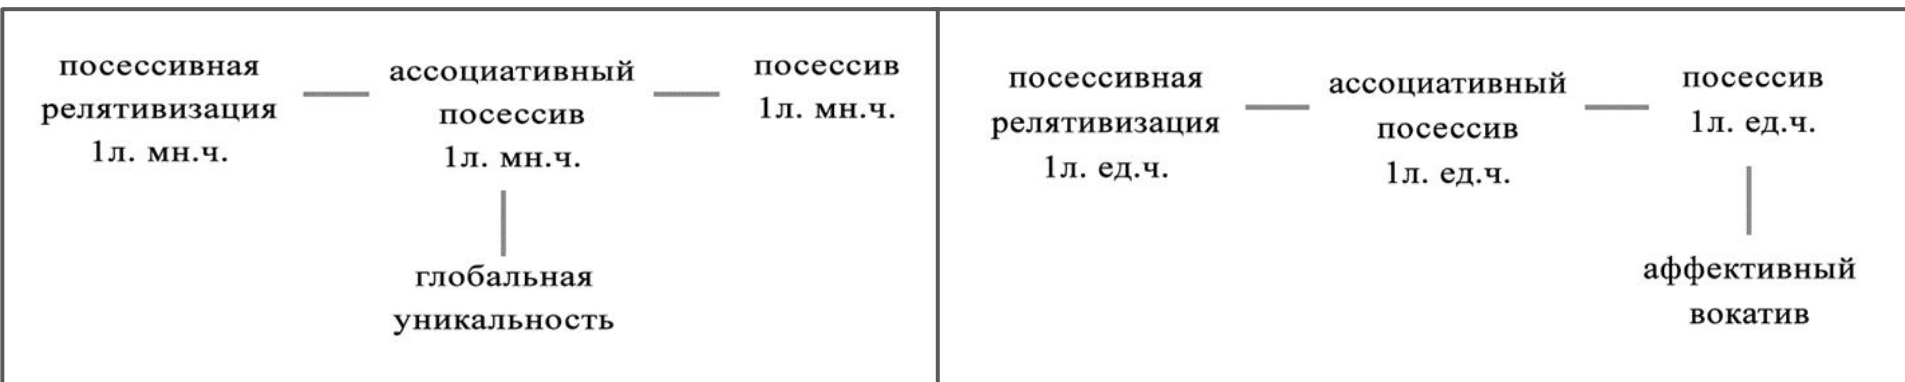 посессивная
релятивизация
1л. мн.ч.
ассоциативный
посессив
1л. мн.ч.
посессив
1л. мн.ч.
глобальная
уникальность
посессивная
релятивизация
1л. ед.ч.
ассоциативный
посессив
1л. ед.ч.
посессив
1л. ед.ч.
аффективный
вокатив